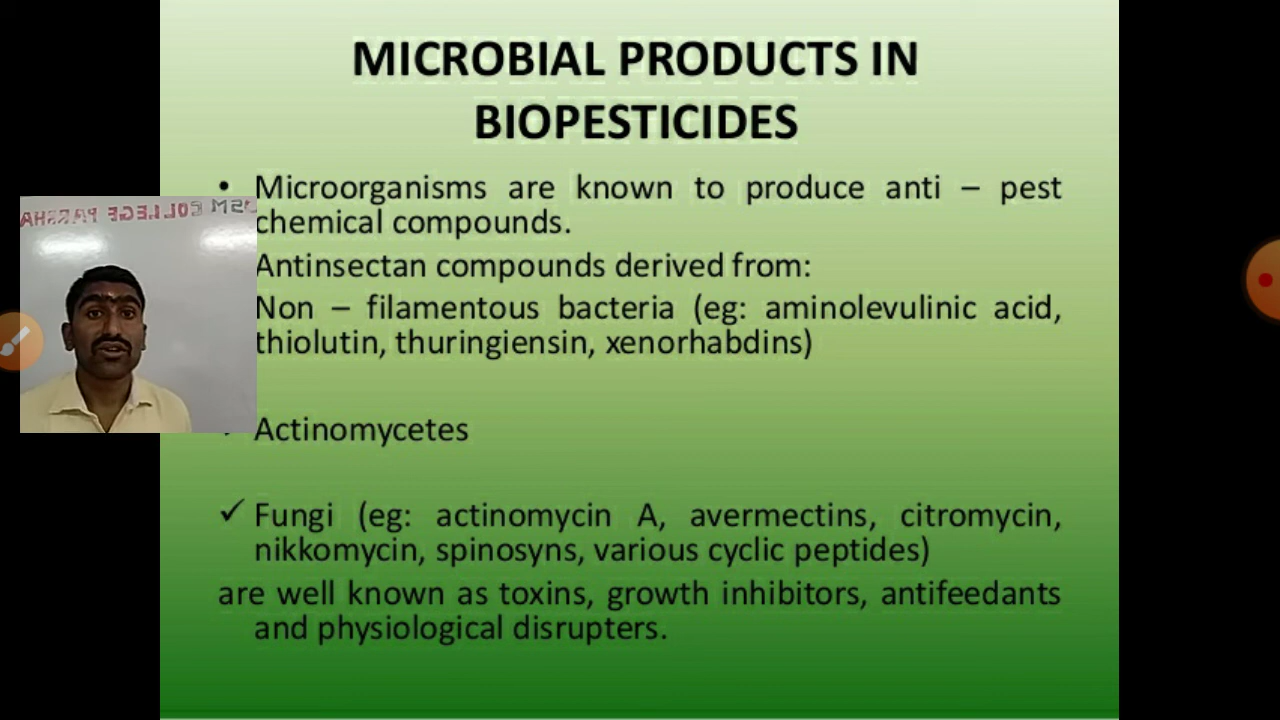 MICROBIAL PRODUCTS IN
BIOPESTICIDES
• Microorganisms are known to produce anti – pest
chemical compounds.
Antinsectan compounds derived from:
Non – filamentous bacteria (eg: aminolevulinic acid,
thiolutin, thuringiensin, xenorhabdins)
COLLEGE
Actinomycetes
✓ Fungi (eg: actinomycin A, avermectins, citromycin,
nikkomycin, spinosyns, various cyclic peptides)
are well known as toxins, growth inhibitors, antifeedants
and physiological disrupters.